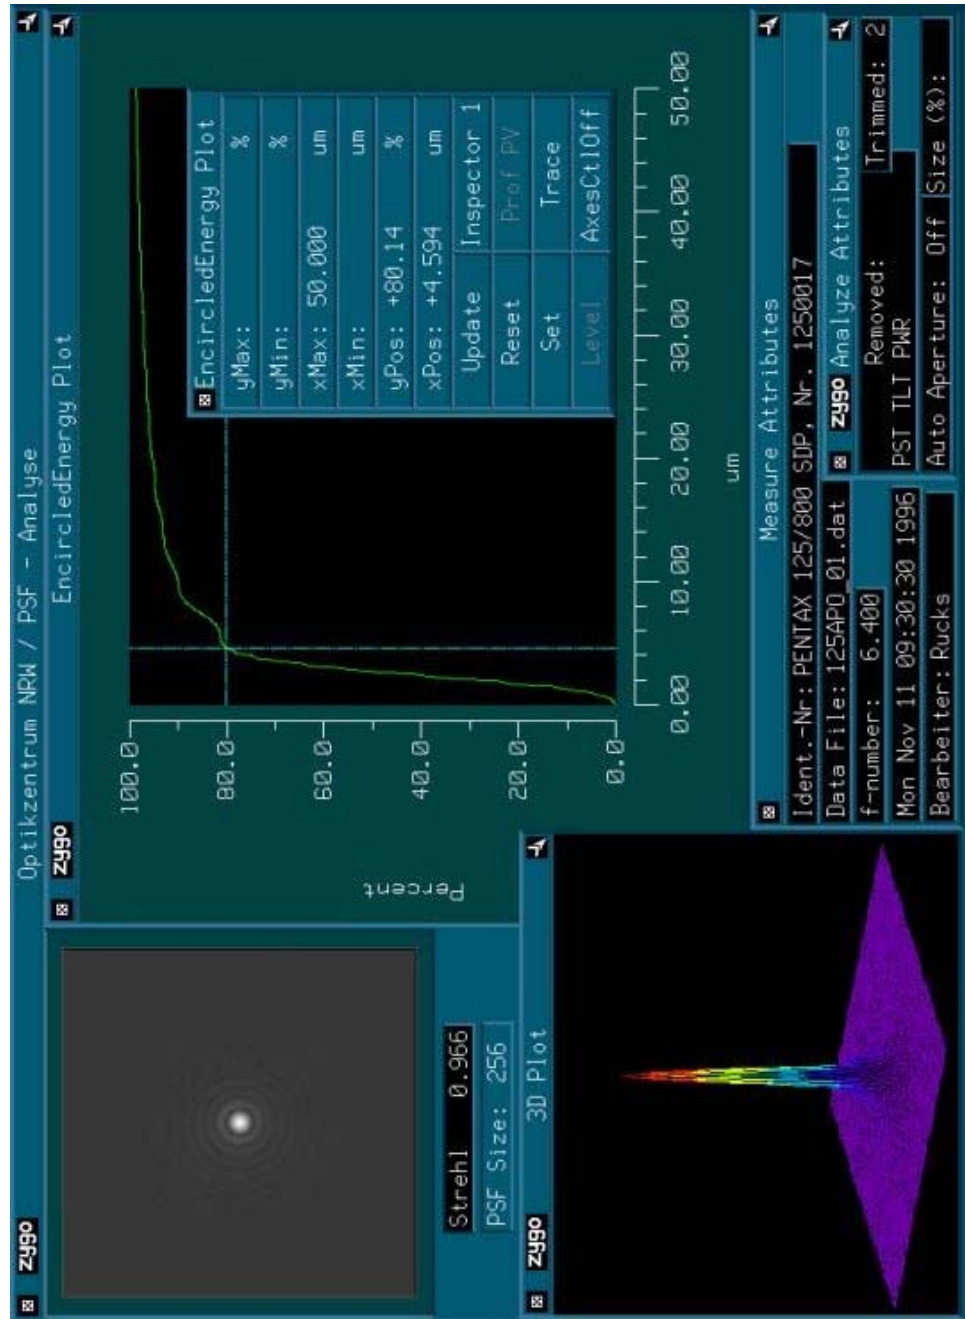 zygo Optikzentrum NRW / PSF - Analyse
Strehl 0.966
PSF Size: 256
zygo EncircledEnergy Plot
Percent
100.0
80.0
60.0
40.0
20.0
0.0
0.00 10.00 20.00 30.00 40.00 50.00
um
EncircledEnergy Plot
yMax: %
yMin: %
xMax: 50.000 um
xMin: um
yPos: +80.14 %
xPos: +4.594 um
Update Inspector 1
Reset Prof PV
Set Trace
Level AxesCtlOff
zygo 3D Plot
Measure Attributes
Ident.-Nr: PENTAX 125/800 SDP, Nr. 1250017
Data File: 125APO_01.dat
f-number: 6.400
Mon Nov 11 09:30:30 1996
Bearbeiter: Rucks
zygo Analyze Attributes
Removed: Trimmed: 2
PST TLT PWR
Auto Aperture: Off Size (%):